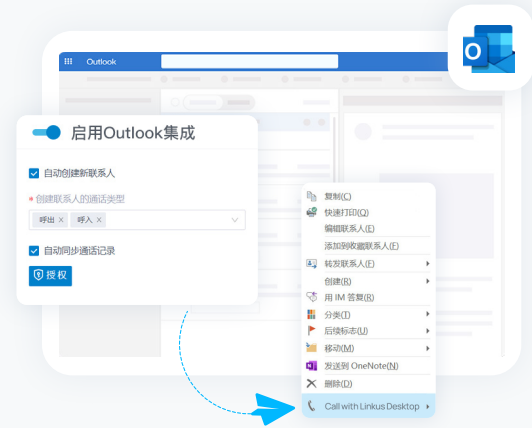 Outlook
启用Outlook集成
自动创建新联系人
* 创建联系人的通话类型
呼出 × 呼入 ×
自动同步通话记录
授权
复制(C)
快速打印(Q)
编辑联系人(E)
添加到收藏联系人(F)
转发联系人(F)
创建(R)
用 IM 答复(R)
分类(T)
后续标志(U)
移动(M)
发送到 OneNote(N)
删除(D)
Call with Linkus Desktop